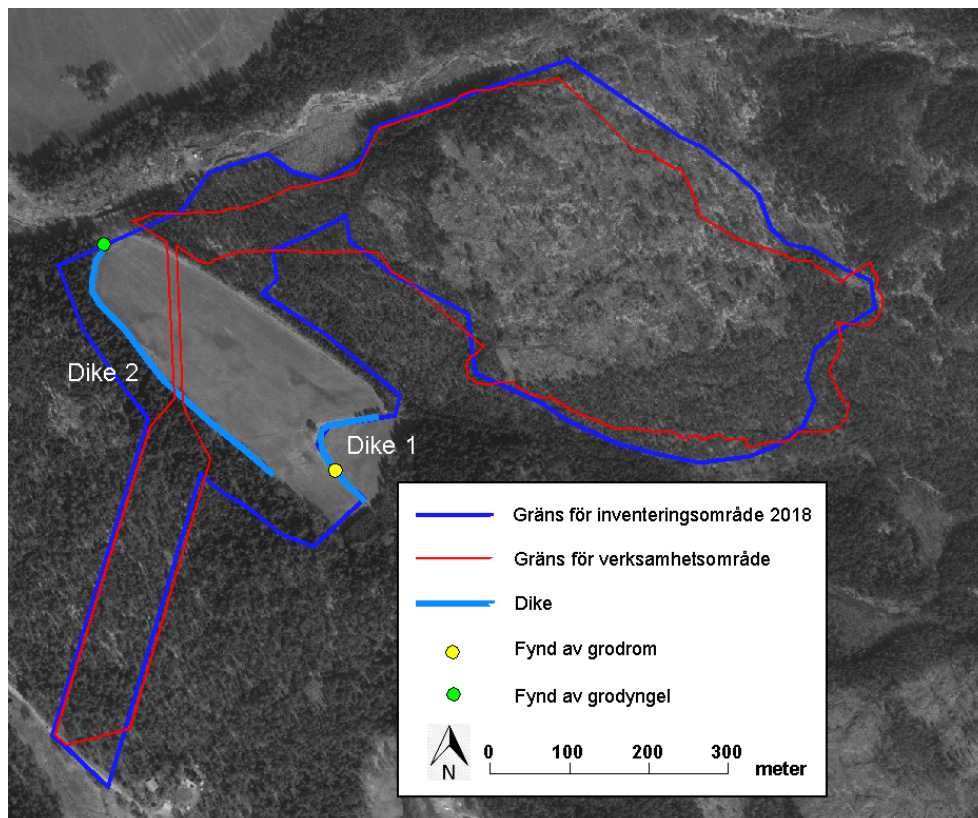 Dike 2
Dike 1
Gräns för inventeringsområde 2018
Gräns för verksamhetsområde
Dike
Fynd av grodrom
Fynd av grodyngel
N
0 100 200 300
meter